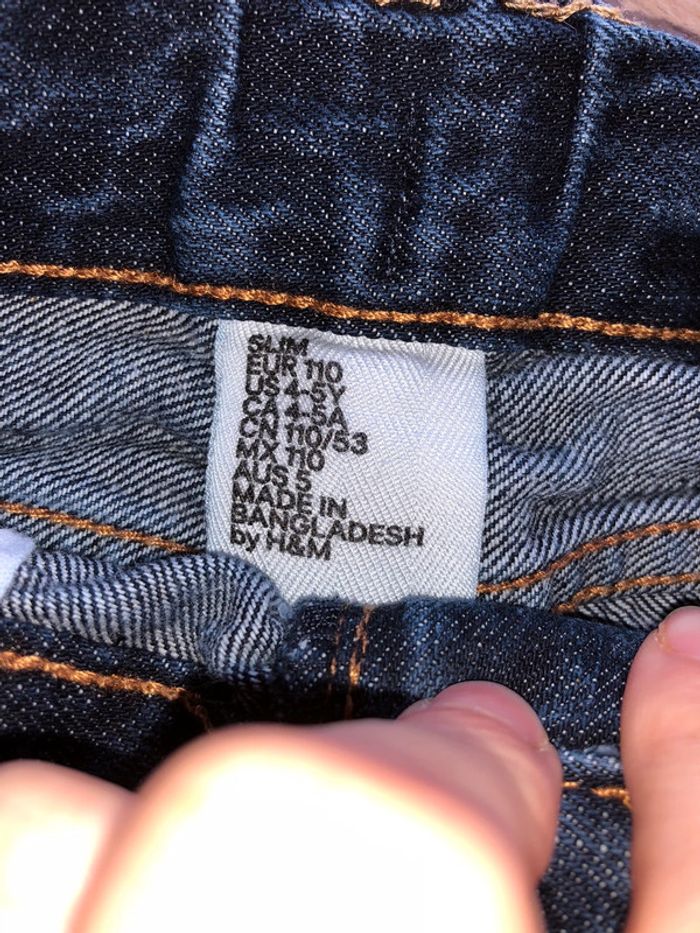 SLIM
EUR 110
US 4-5Y
CA 4-5A
CN 110/53
MX 110
AUS 5
MADE IN
BANGLADESH
by H&M